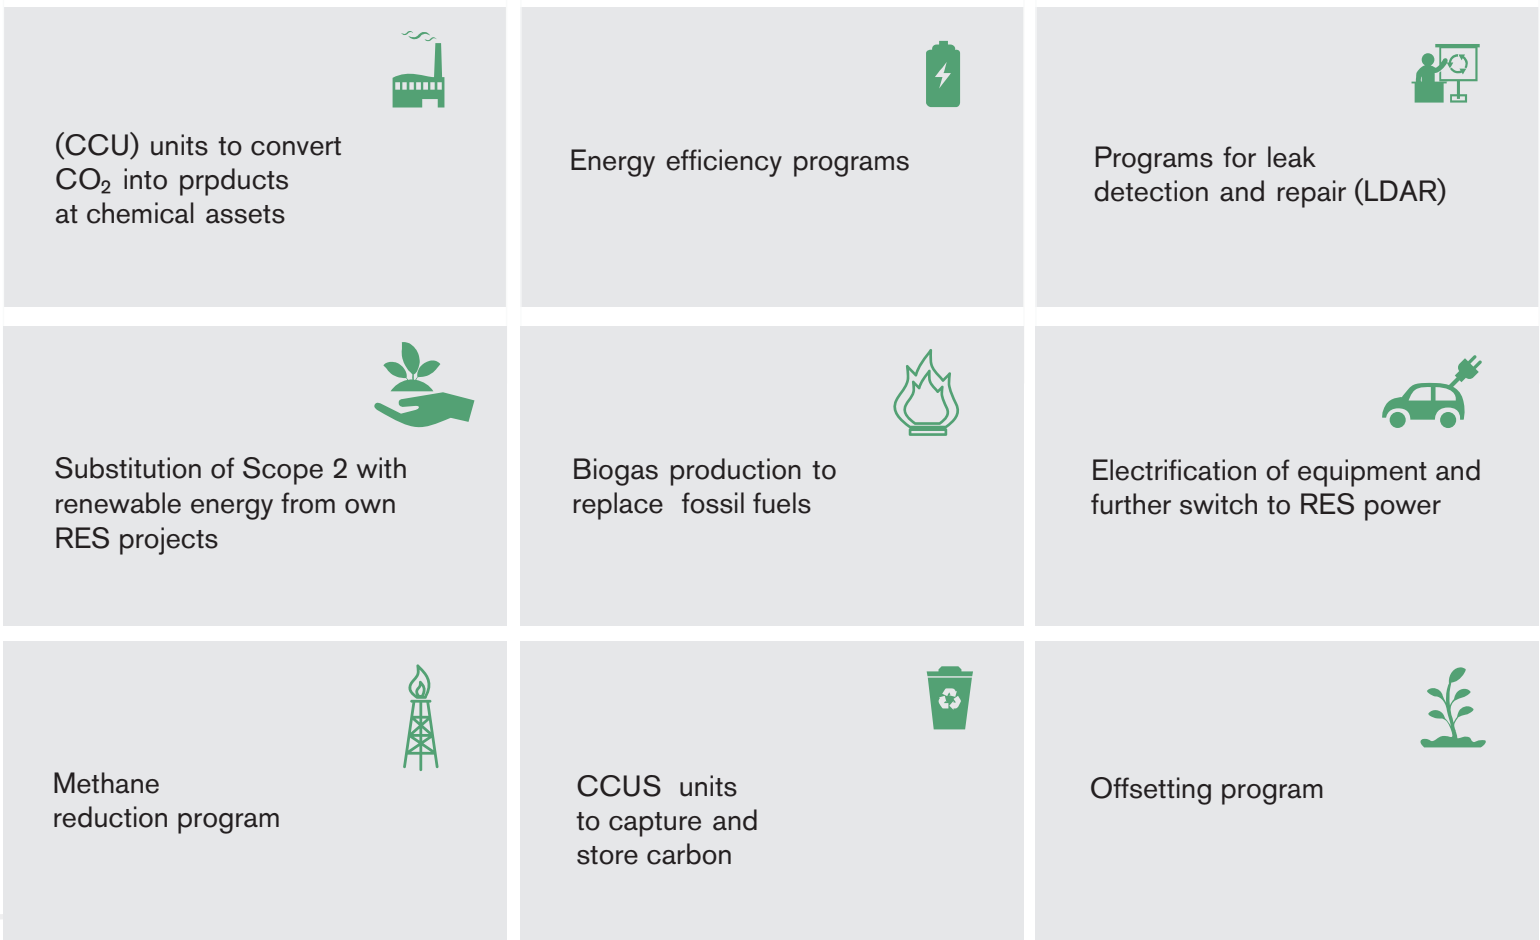 (CCU) units to convert
CO₂ into prpducts
at chemical assets
Energy efficiency programs
Programs for leak
detection and repair (LDAR)
Substitution of Scope 2 with
renewable energy from own
RES projects
Biogas production to
replace fossil fuels
Electrification of equipment and
further switch to RES power
Methane
reduction program
CCUS units
to capture and
store carbon
Offsetting program